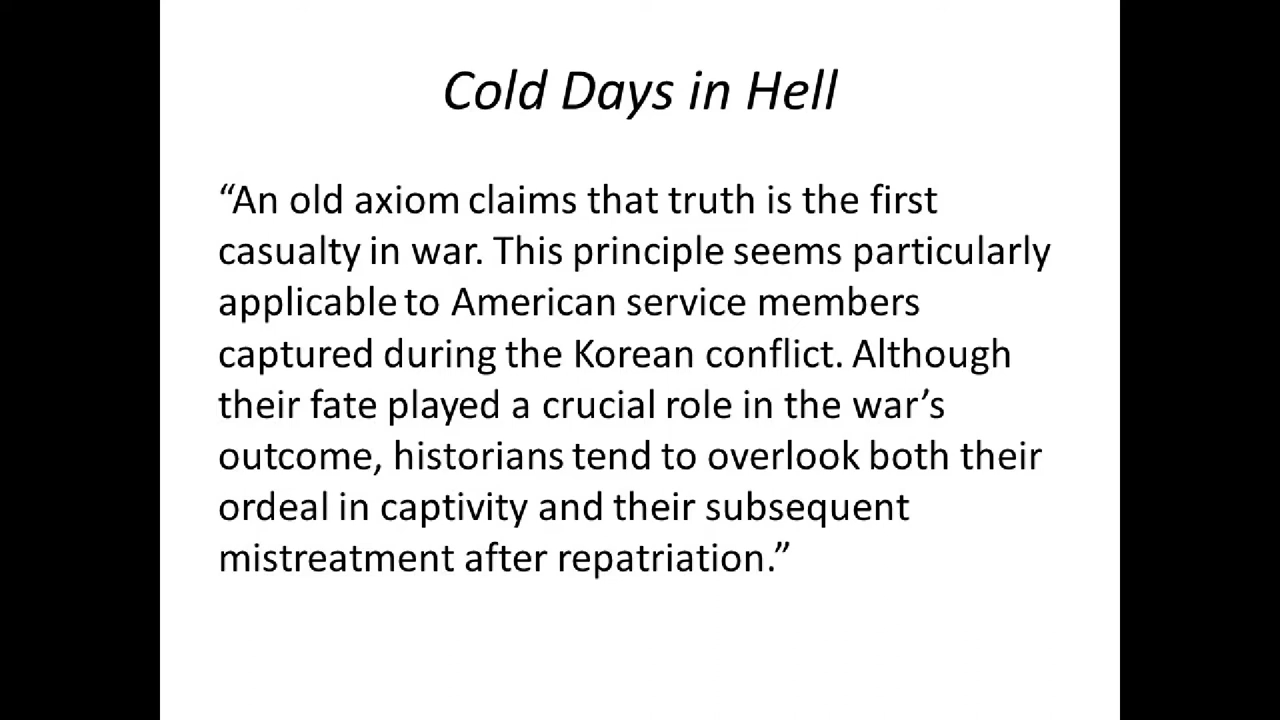 Cold Days in Hell
“An old axiom claims that truth is the first
casualty in war. This principle seems particularly
applicable to American service members
captured during the Korean conflict. Although
their fate played a crucial role in the war’s
outcome, historians tend to overlook both their
ordeal in captivity and their subsequent
mistreatment after repatriation.”